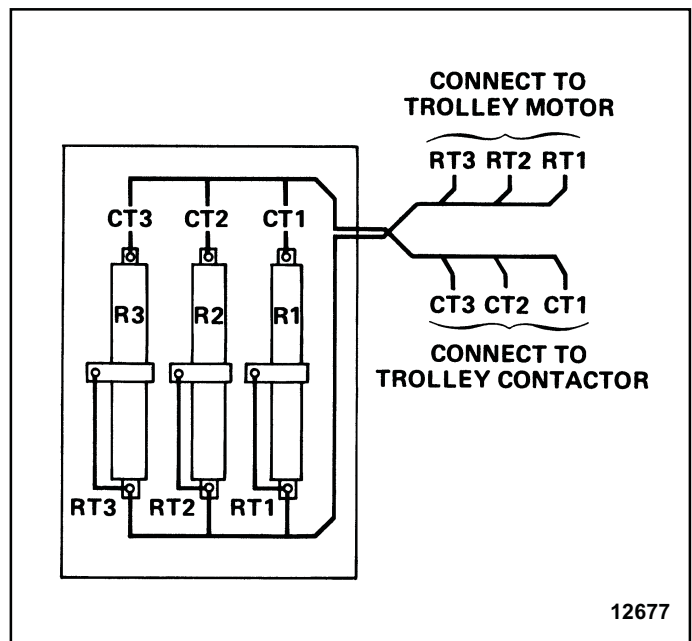 CONNECT TO
TROLLEY MOTOR
RT3 RT2 RT1
CT3 CT2 CT1
R3 R2 R1
RT3 RT2 RT1
CT3 CT2 CT1
CONNECT TO
TROLLEY CONTACTOR
12677